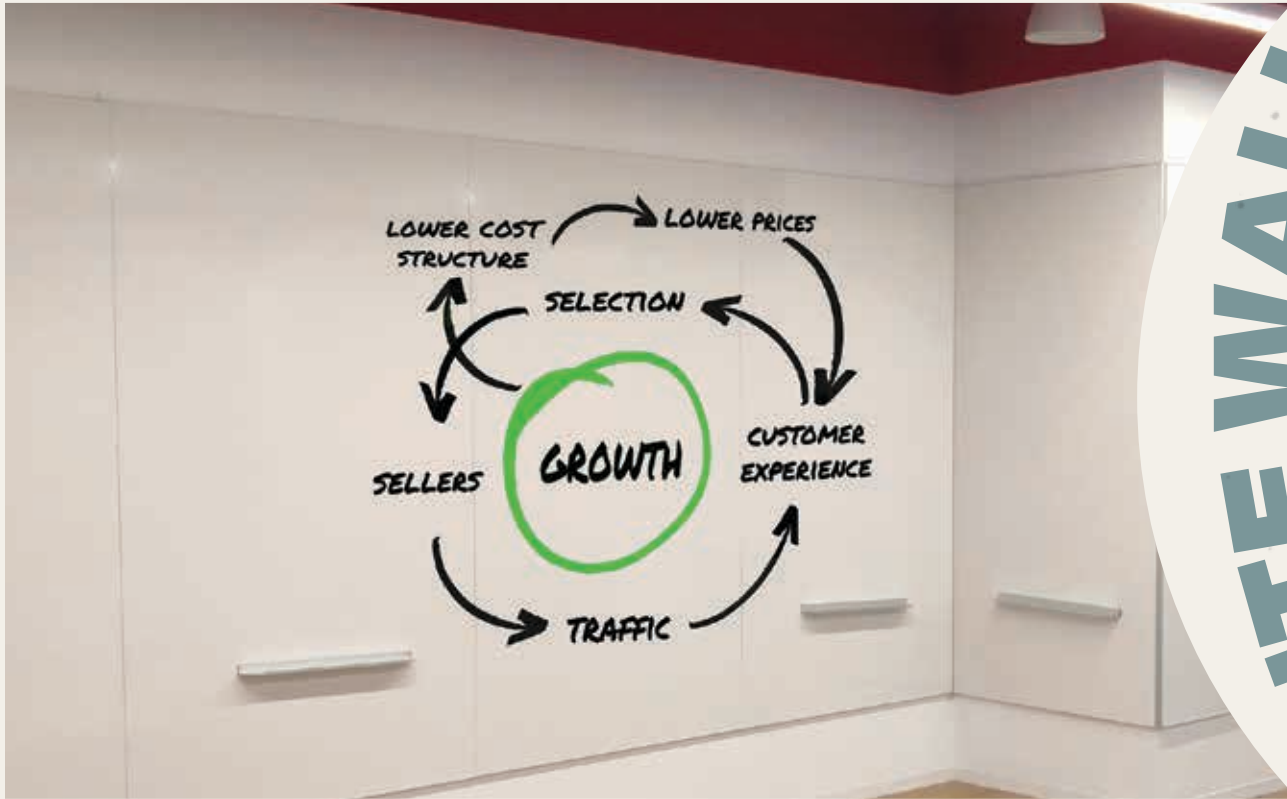 LOWER COST
STRUCTURE
LOWER PRICES
SELECTION
GROWTH
CUSTOMER
EXPERIENCE
SELLERS
TRAFFIC